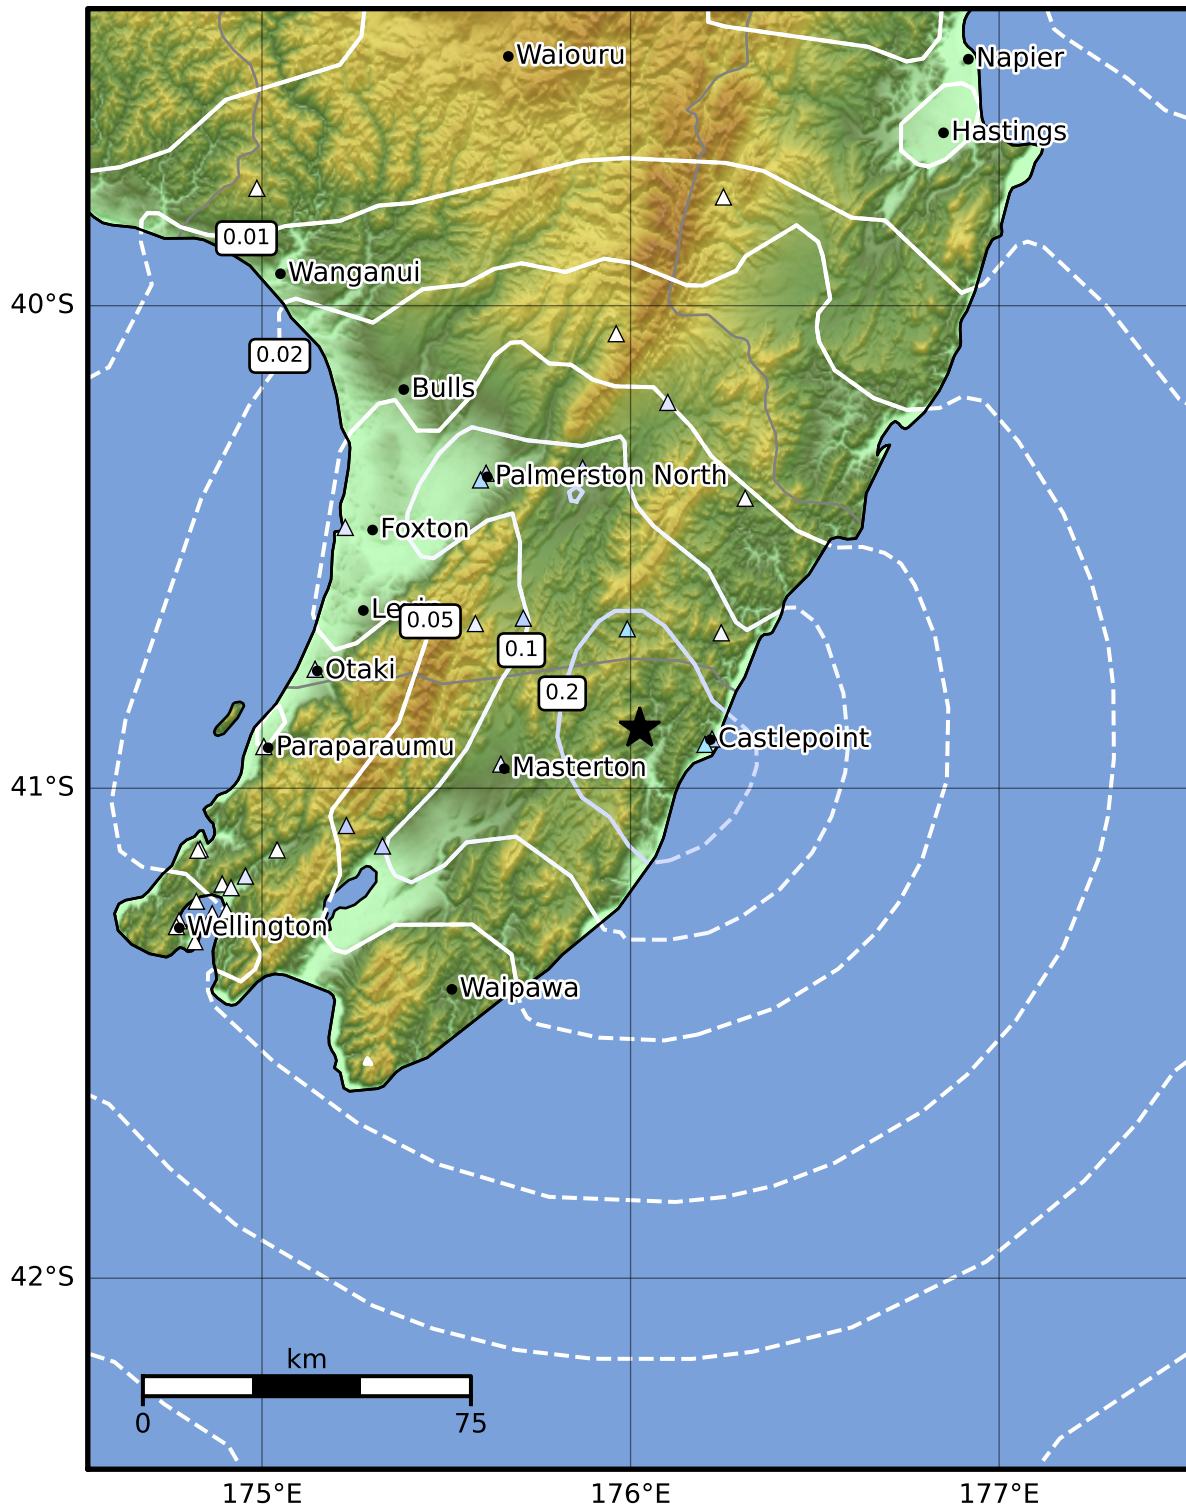 Waiouru
Napier
Hastings
0.01
Wanganui
40°S
0.02
Bulls
Palmerston North
Foxton
0.05
0.1
Otaki
0.2
Castlepoint
Paraparaumu
Masterton
41°S
Wellington
Waipawa
42°S
km
0
75
175°E
176°E
177°E